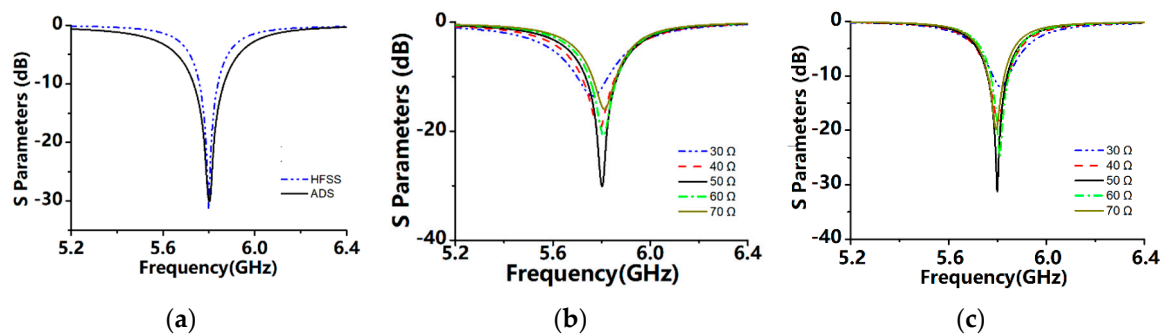 S Parameters (dB)
0
-10
-20
-30
5.2 5.6 6.0 6.4
Frequency(GHz)
HFSS
ADS
(a)
S Parameters (dB)
0
-20
-40
5.2 5.6 6.0 6.4
Frequency(GHz)
30 Ω
40 Ω
50 Ω
60 Ω
70 Ω
(b)
S Parameters (dB)
0
-10
-20
-30
-40
5.2 5.6 6.0 6.4
Frequency(GHz)
30 Ω
40 Ω
50 Ω
60 Ω
70 Ω
(c)